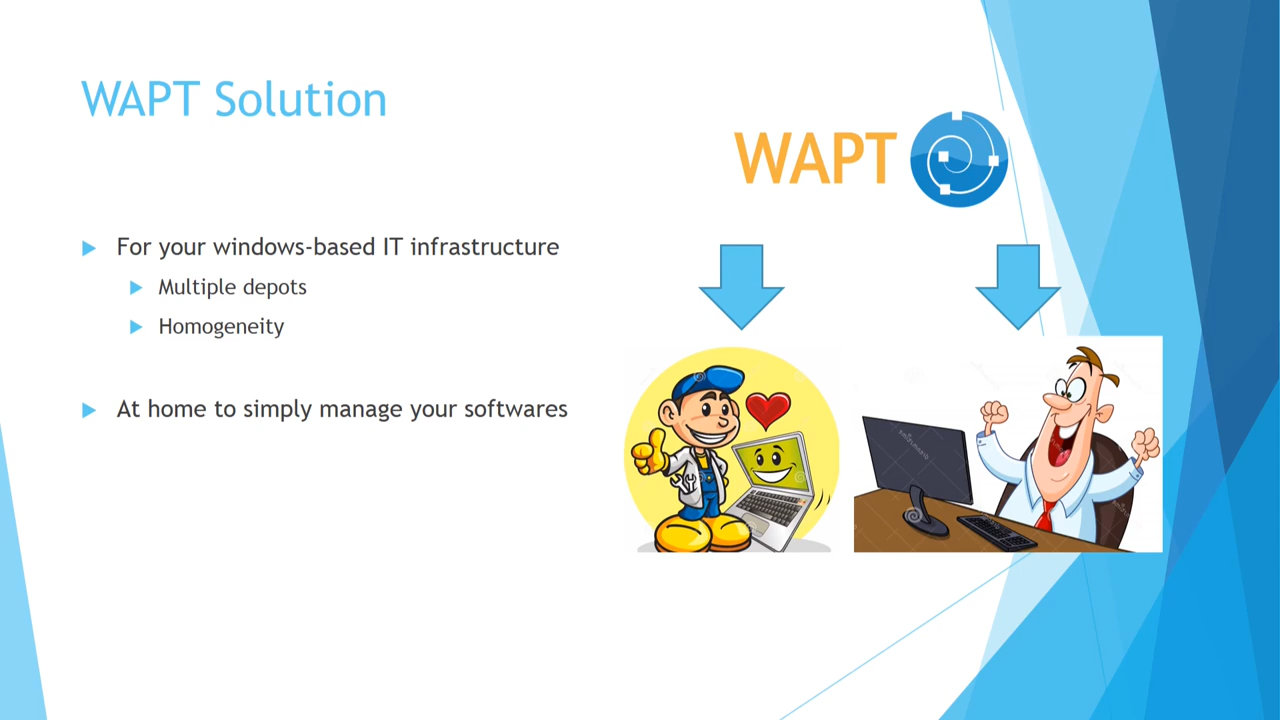 WAPT Solution
WAPT
For your windows-based IT infrastructure
Multiple depots
Homogeneity
At home to simply manage your softwares